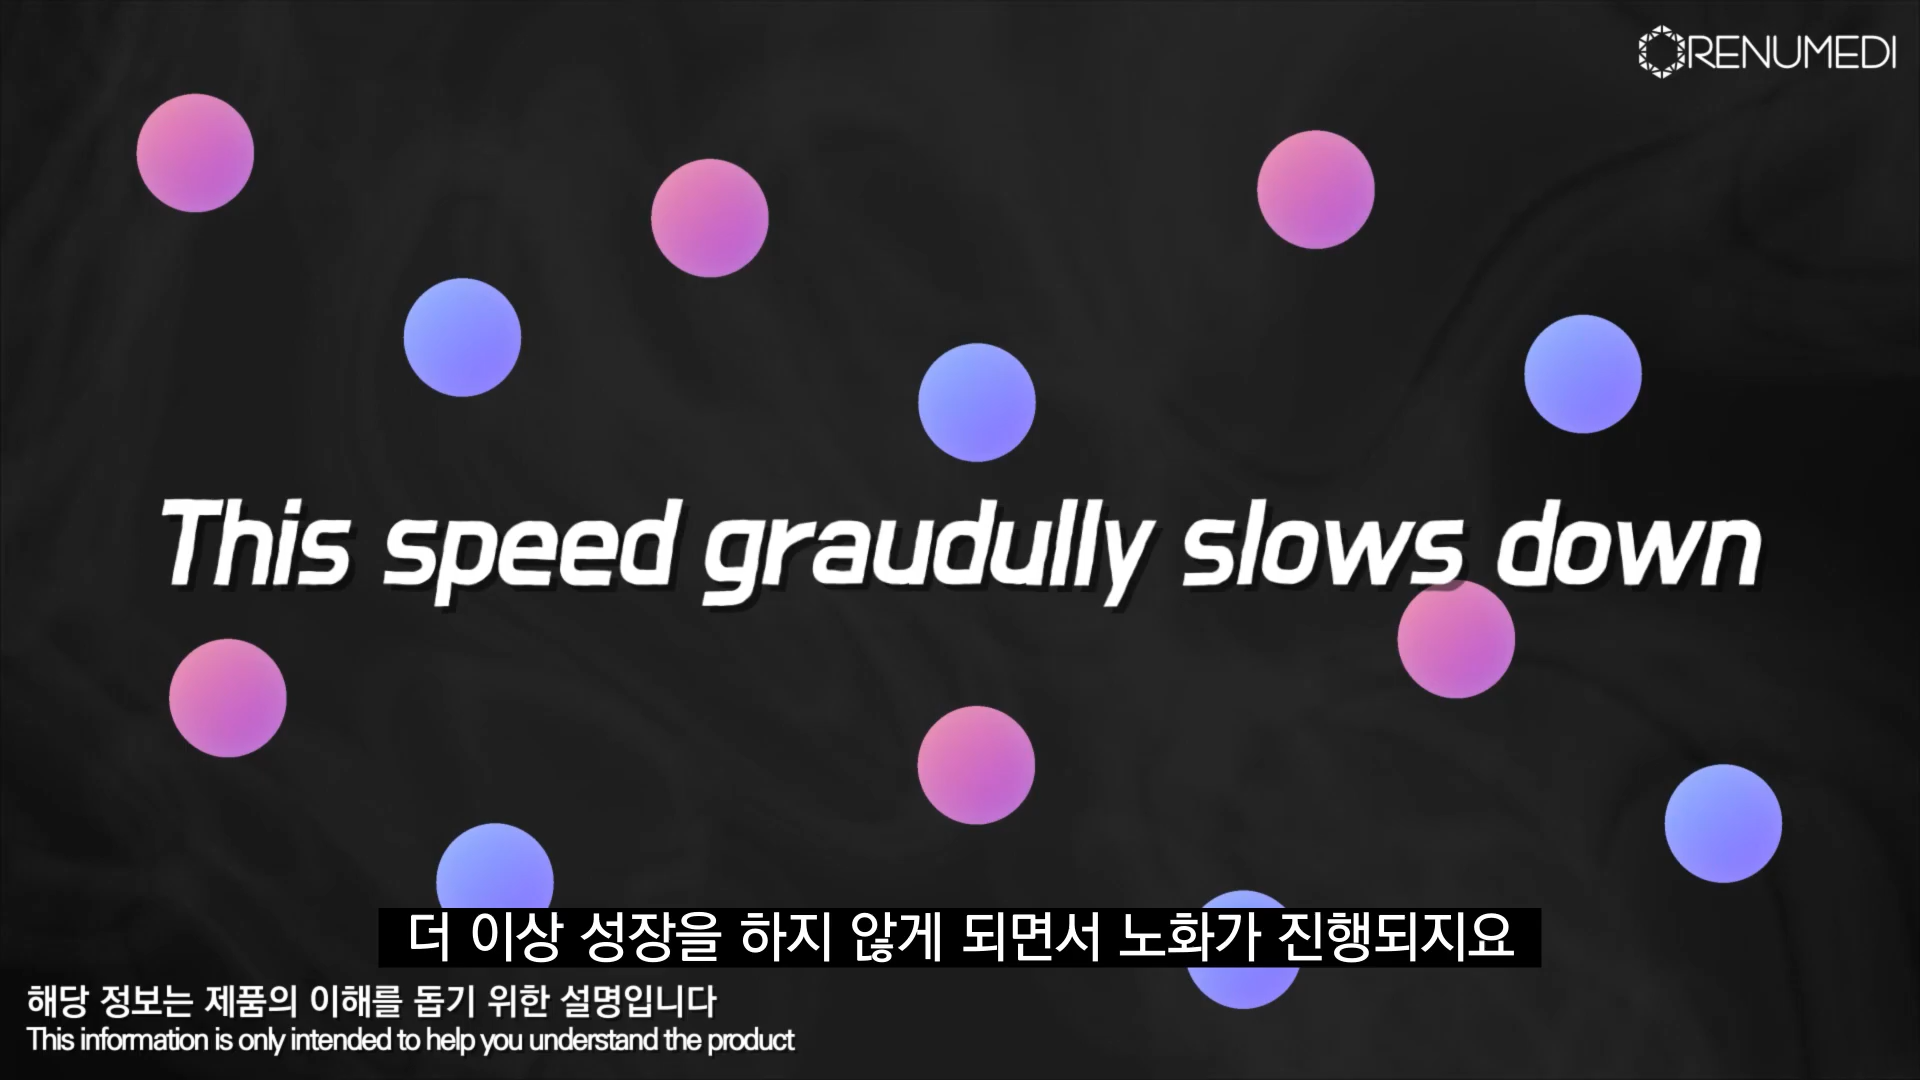 RENUMEDI
This speed graudully slows down
더 이상 성장을 하지 않게 되면서 노화가 진행되지요
해당 정보는 제품의 이해를 돕기 위한 설명입니다
This information is only intended to help you understand the product